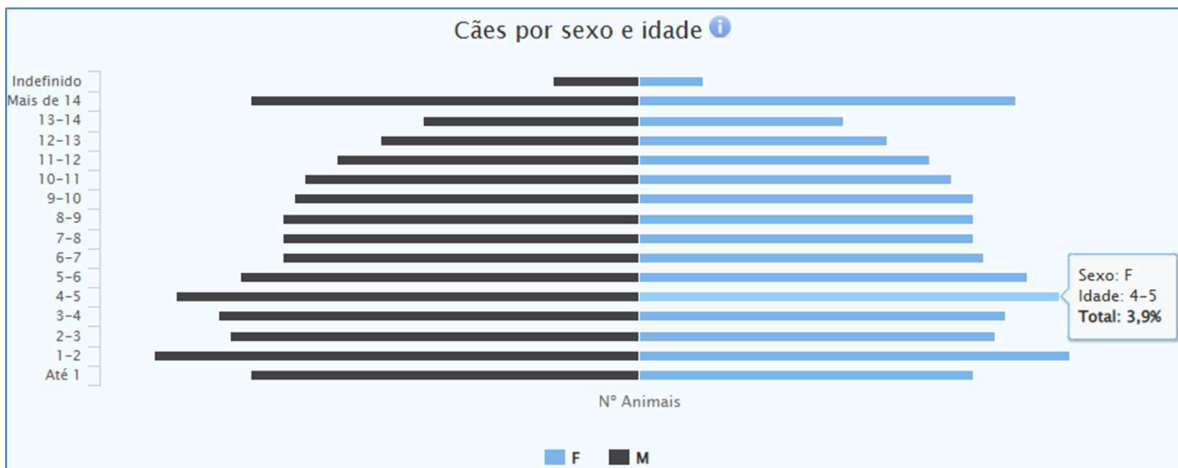 Cães por sexo e idade i
Indefinido
Mais de 14
13-14
12-13
11-12
10-11
9-10
8-9
7-8
6-7
5-6
4-5
3-4
2-3
1-2
Até 1
Sexo: F
Idade: 4-5
Total: 3,9%
Nº Animais
F M